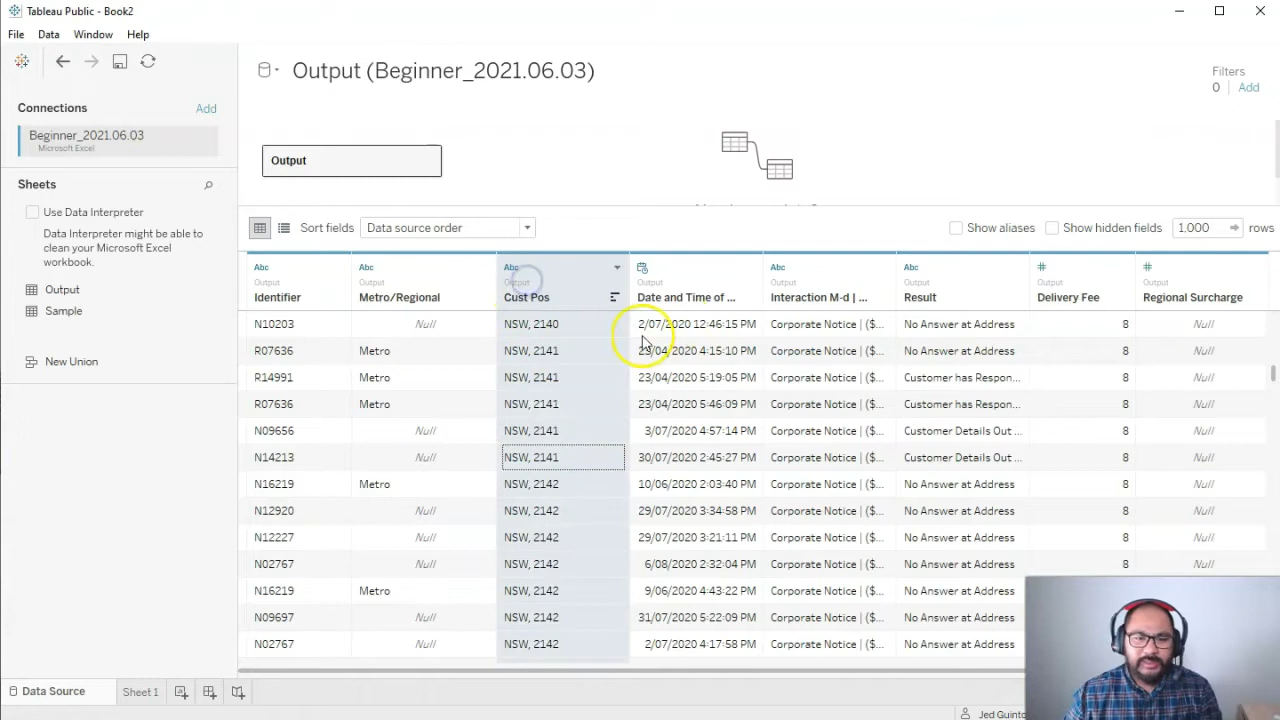 Tableau Public - Book2
File Data Window Help
Connections Add
Beginner_2021.06.03
Microsoft Excel
Sheets
Use Data Interpreter
Data Interpreter might be able to
clean your Microsoft Excel
workbook.
Output
Sample
New Union
Output (Beginner_2021.06.03)
Filters
0 Add
Output
Sort fields Data source order Show aliases Show hidden fields 1.000 rows
Abc Abc Abc Abc Abc # #
Output Output Output Output Output Output Output Output
Identifier Metro/Regional Cust Pos Date and Time of ... Interaction M-d | ... Result Delivery Fee Regional Surcharge
N10203 Null NSW, 2140 2/07/2020 12:46:15 PM Corporate Notice | ($... No Answer at Address 8 Null
R07636 Metro NSW, 2141 23/04/2020 4:15:10 PM Corporate Notice | ($... No Answer at Address 8 Null
R14991 Metro NSW, 2141 23/04/2020 5:19:05 PM Corporate Notice | ($... Customer has Respon... 8 Null
R07636 Metro NSW, 2141 23/04/2020 5:46:09 PM Corporate Notice | ($... Customer has Respon... 8 Null
N09656 Null NSW, 2141 3/07/2020 4:57:14 PM Corporate Notice | ($... Customer Details Out ... 8 Null
N14213 Null NSW, 2141 30/07/2020 2:45:27 PM Corporate Notice | ($... Customer Details Out ... 8 Null
N16219 Metro NSW, 2142 10/06/2020 2:03:40 PM Corporate Notice | ($... No Answer at Address 8 Null
N12920 Null NSW, 2142 29/07/2020 3:34:58 PM Corporate Notice | ($... No Answer at Address 8 Null
N12227 Null NSW, 2142 29/07/2020 3:21:11 PM Corporate Notice | ($... No Answer at Address 8 Null
N02767 Null NSW, 2142 6/08/2020 2:32:04 PM Corporate Notice | ($... No Answer at Address 8 Null
N16219 Metro NSW, 2142 9/06/2020 4:43:22 PM Corporate Notice | ($... No Answer at Address
N09697 Null NSW, 2142 31/07/2020 5:22:09 PM Corporate Notice | ($... No Answer at Address
N02767 Null NSW, 2142 2/07/2020 4:17:58 PM Corporate Notice | ($... No Answer at Address
Data Source Sheet 1
Jed Guinto